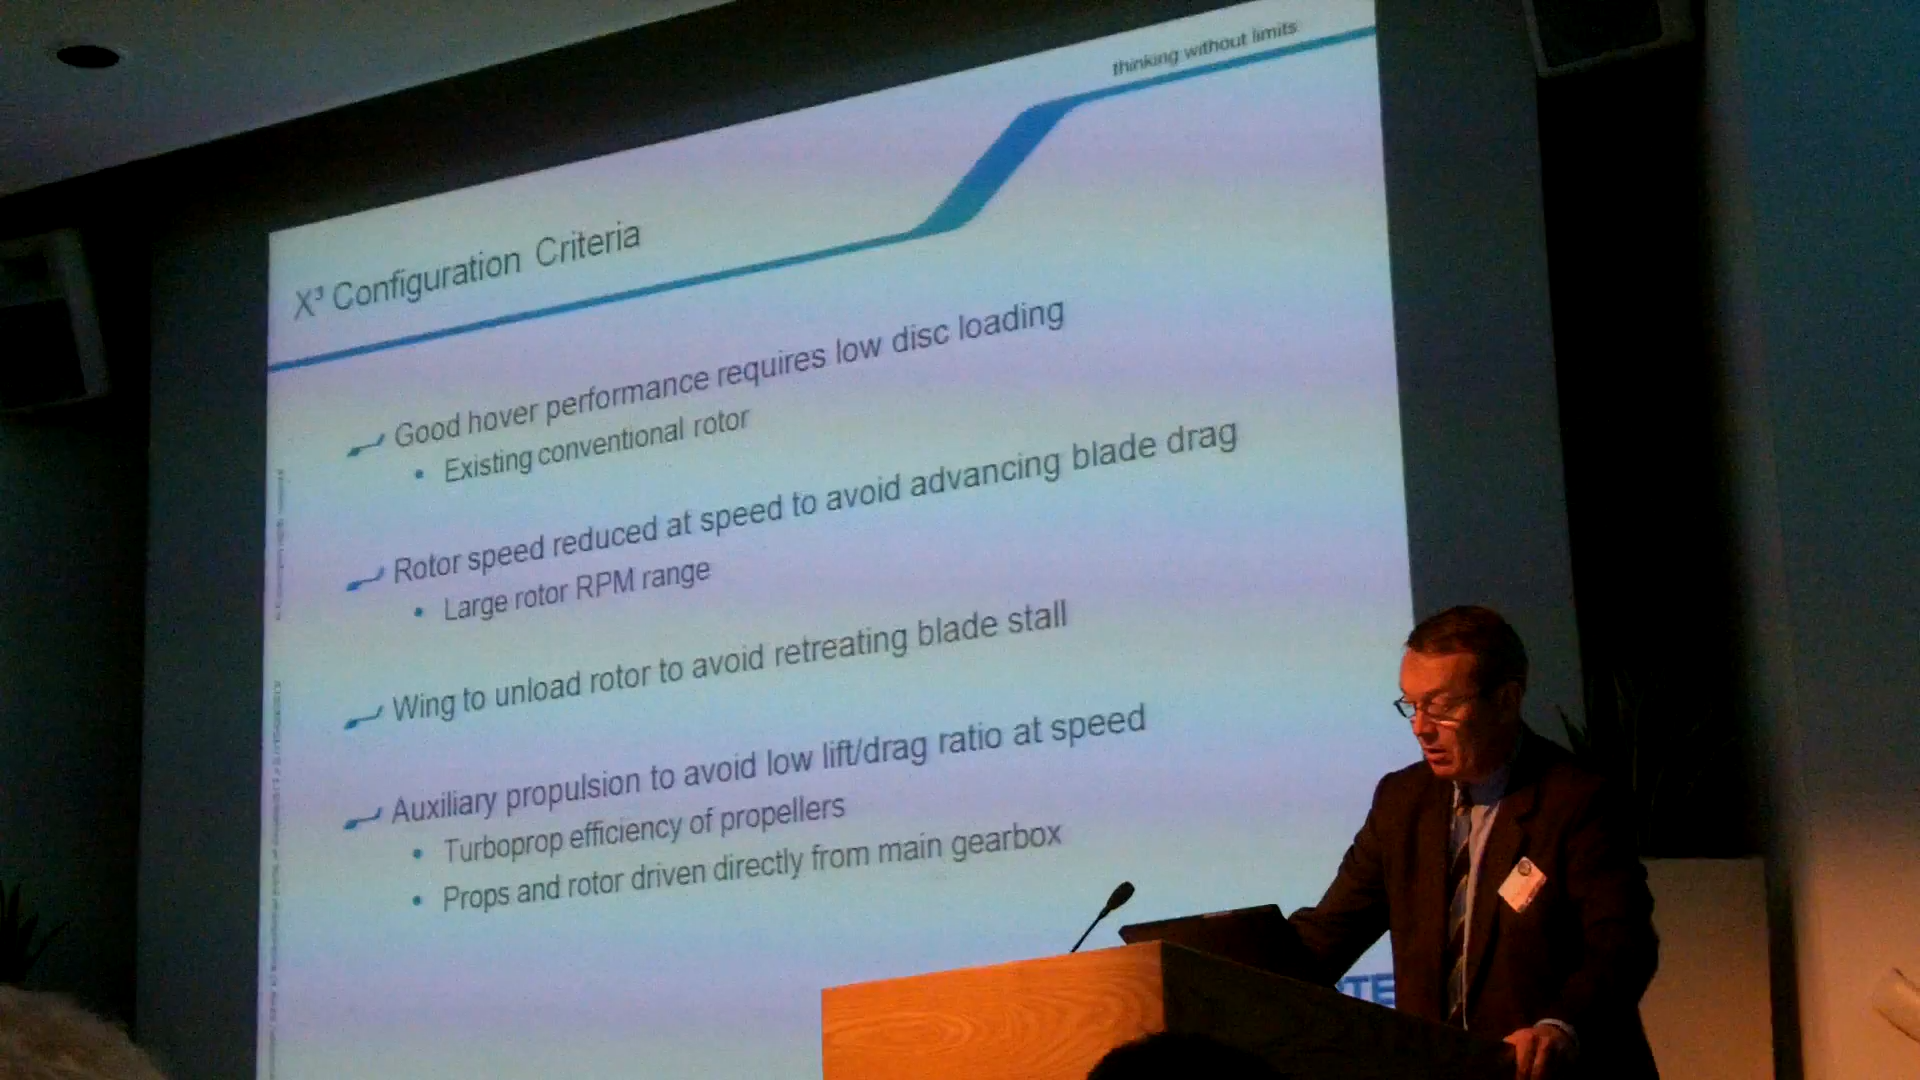 thinking without limits
X³ Configuration Criteria
Good hover performance requires low disc loading
• Existing conventional rotor
Rotor speed reduced at speed to avoid advancing blade drag
• Large rotor RPM range
Wing to unload rotor to avoid retreating blade stall
Auxiliary propulsion to avoid low lift/drag ratio at speed
• Turboprop efficiency of propellers
• Props and rotor driven directly from main gearbox